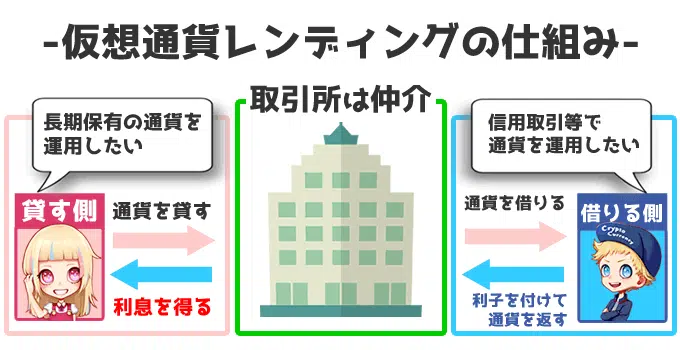 -仮想通貨レンディングの仕組み-
取引所は仲介
長期保有の通貨を
運用したい
信用取引等で
通貨を運用したい
貸す側
通貨を貸す
利息を得る
通貨を借りる
利子を付けて
通貨を返す
借りる側
Crypto
Currency